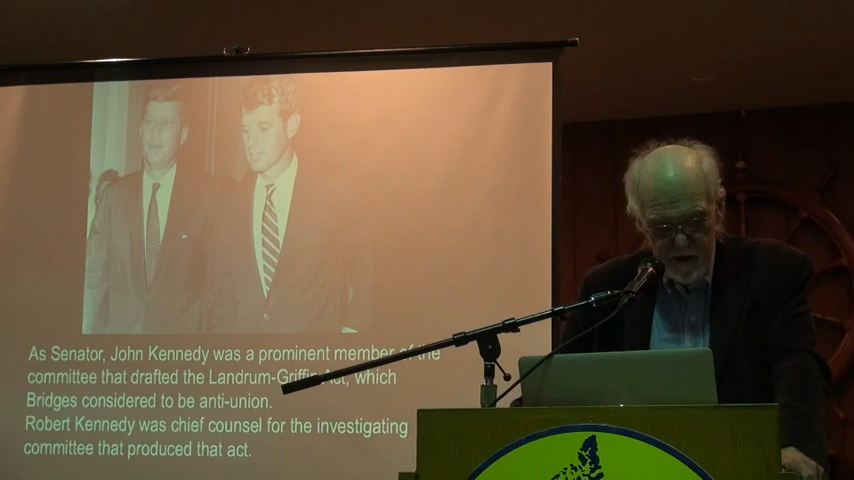 As Senator, John Kennedy was a prominent member of the
committee that drafted the Landrum-Griffin Act, which
Bridges considered to be anti-union.
Robert Kennedy was chief counsel for the investigating
committee that produced that act.